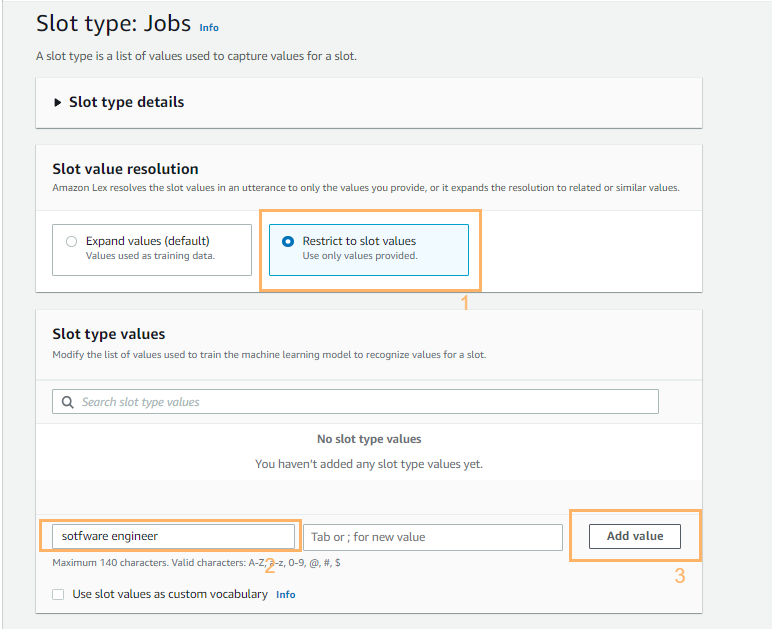 Slot type: Jobs Info
A slot type is a list of values used to capture values for a slot.
Slot type details
Slot value resolution
Amazon Lex resolves the slot values in an utterance to only the values you provide, or it expands the resolution to related or similar values.
Expand values (default)
Values used as training data.
Restrict to slot values
Use only values provided.
1
Slot type values
Modify the list of values used to train the machine learning model to recognize values for a slot.
Search slot type values
No slot type values
You haven't added any slot type values yet.
sotfware engineer
Tab or ; for new value
Add value
Maximum 140 characters. Valid characters: A-Z, a-z, 0-9, @, #, $
2
3
Use slot values as custom vocabulary Info